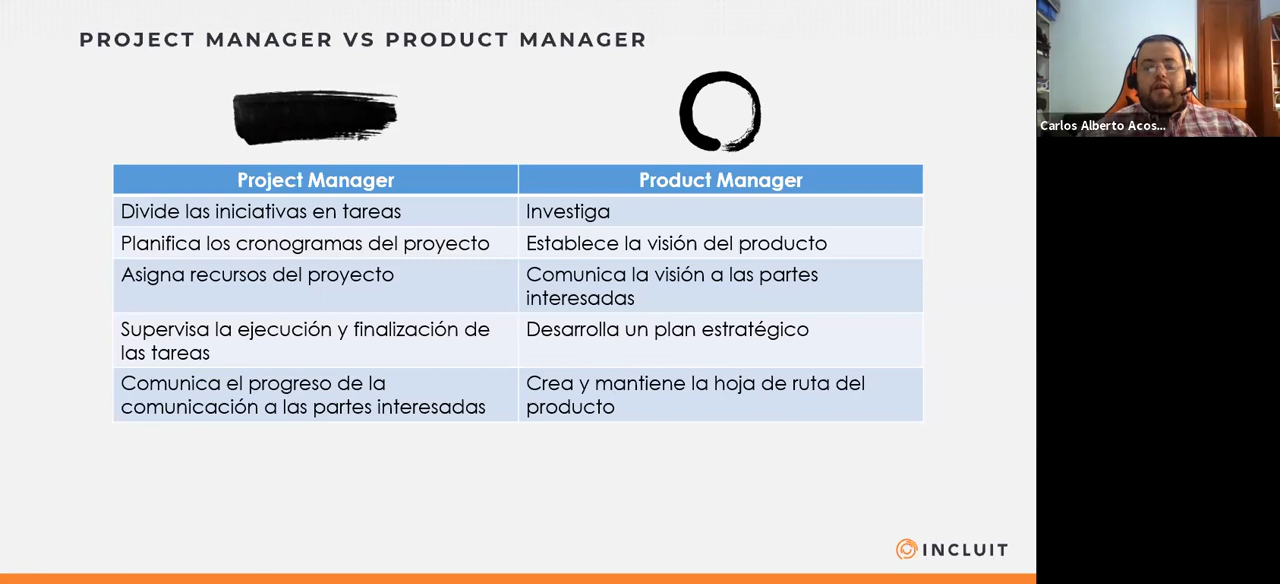 PROJECT MANAGER VS PRODUCT MANAGER
Carlos Alberto Acos...
Project Manager
Product Manager
Divide las iniciativas en tareas
Investiga
Planifica los cronogramas del proyecto
Establece la visión del producto
Asigna recursos del proyecto
Comunica la visión a las partes
interesadas
Supervisa la ejecución y finalización de
las tareas
Desarrolla un plan estratégico
Comunica el progreso de la
comunicación a las partes interesadas
Crea y mantiene la hoja de ruta del
producto
INCLUIT